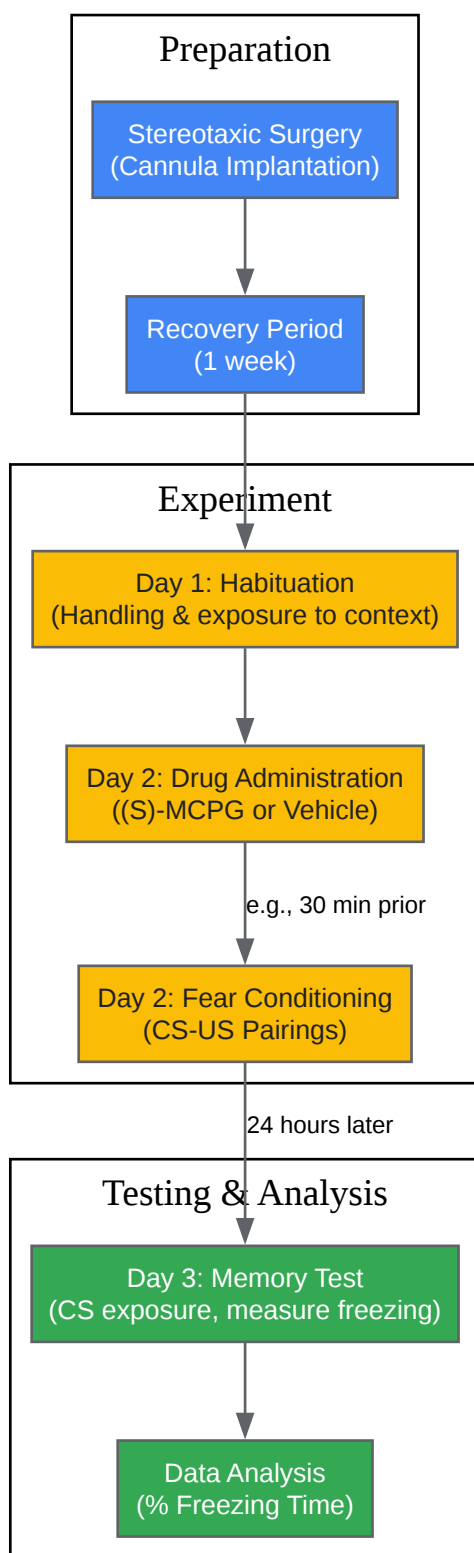 Preparation
Stereotaxic Surgery
(Cannula Implantation)
Recovery Period
(1 week)
Experiment
Day 1: Habituation
(Handling & exposure to context)
Day 2: Drug Administration
((S)-MCPG or Vehicle)
e.g., 30 min prior
Day 2: Fear Conditioning
(CS-US Pairings)
24 hours later
Testing & Analysis
Day 3: Memory Test
(CS exposure, measure freezing)
Data Analysis
(% Freezing Time)